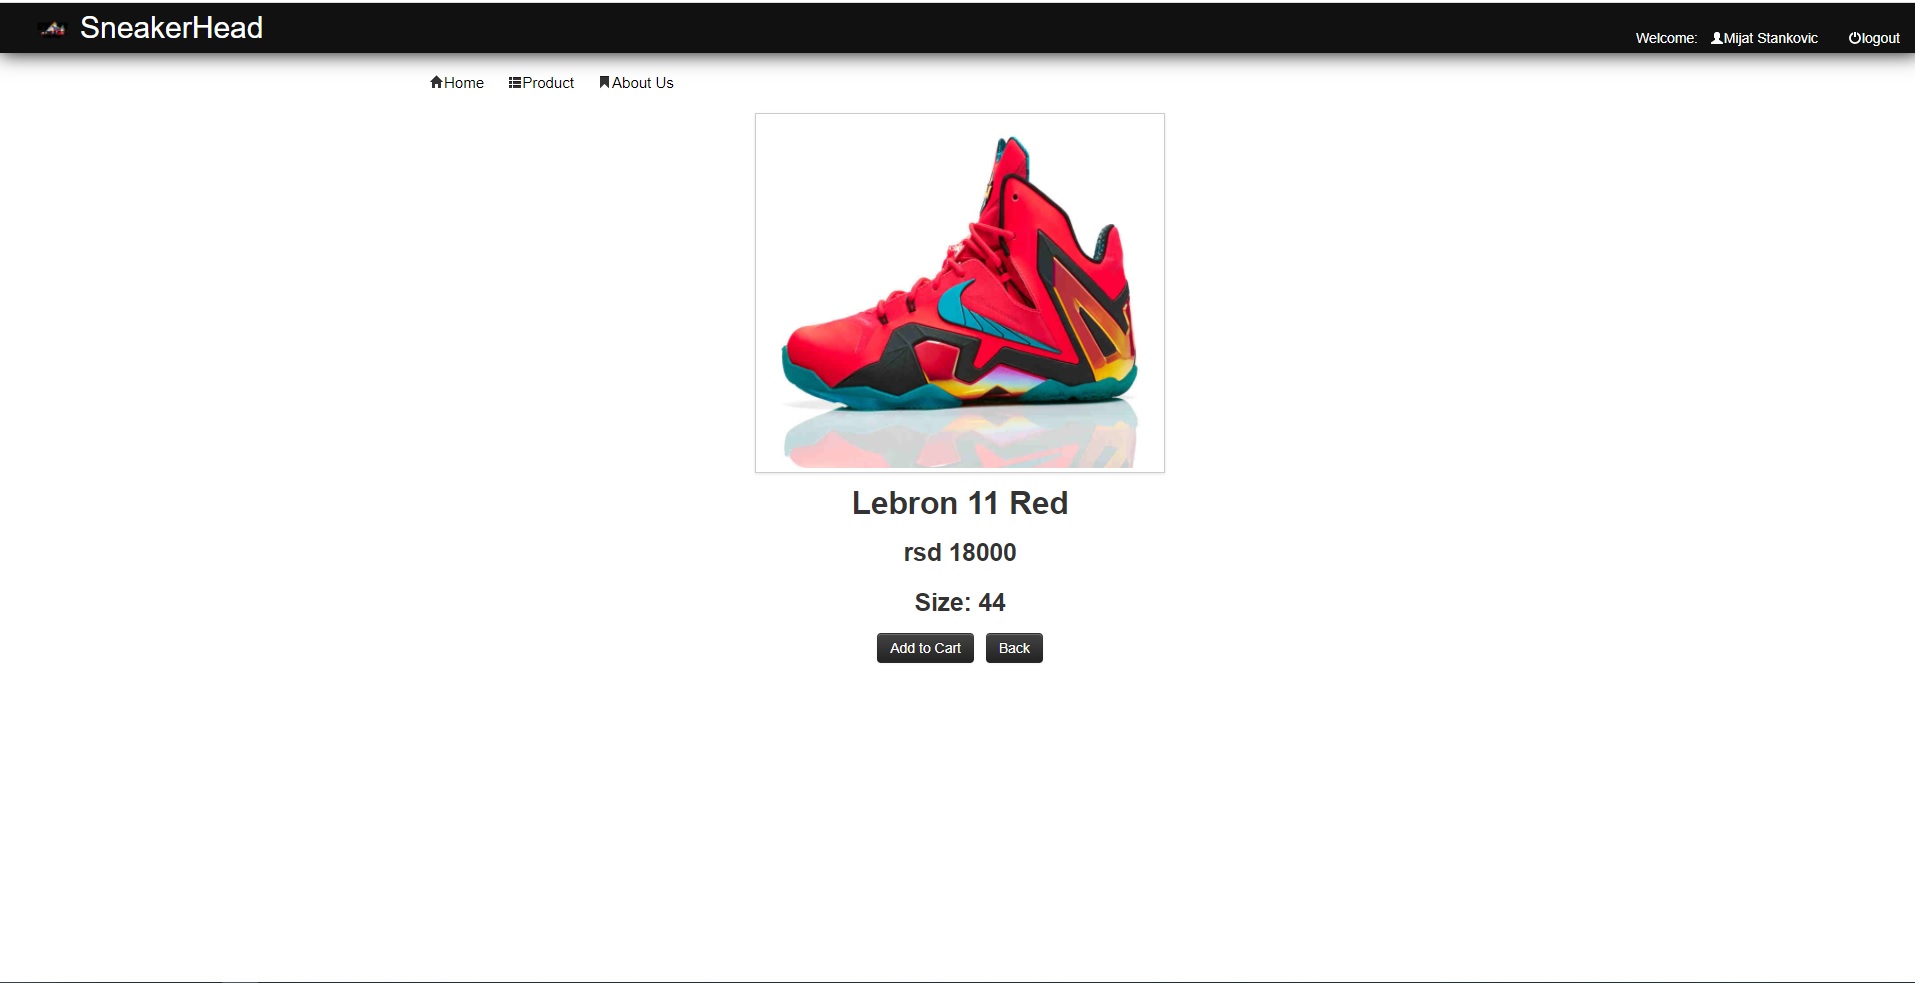 SneakerHead
Welcome: Mijat Stankovic logout
Home Product About Us
Lebron 11 Red
rsd 18000
Size: 44
Add to Cart Back